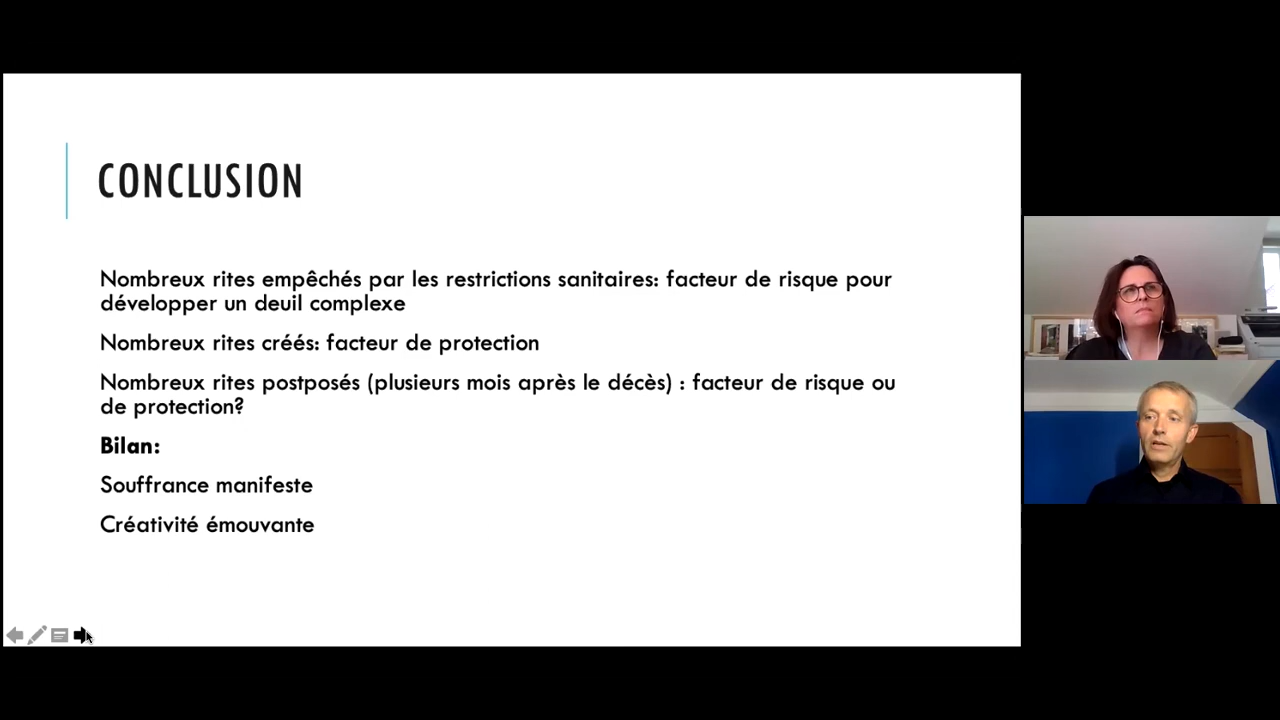 CONCLUSION
Nombreux rites empêchés par les restrictions sanitaires: facteur de risque pour
développer un deuil complexe
Nombreux rites créés: facteur de protection
Nombreux rites postposés (plusieurs mois après le décès) : facteur de risque ou
de protection?
Bilan:
Souffrance manifeste
Créativité émouvante